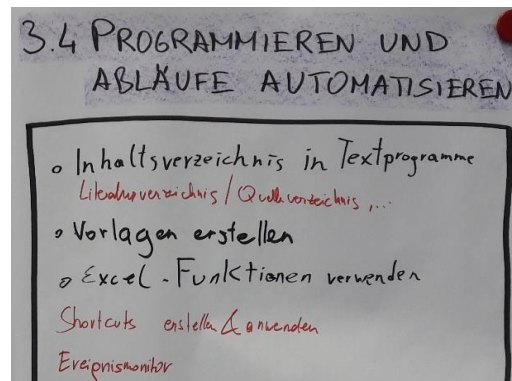 3.4 PROGRAMMIEREN UND
ABLÄUFE AUTOMATISIEREN
o Inhaltsverzeichnis in Textprogramme
Literaturverzeichnis / Quellverzeichnis, ...
o Vorlagen erstellen
o Excel - Funktionen verwenden
Shortcuts erstellen & anwenden
Ereignismonitor